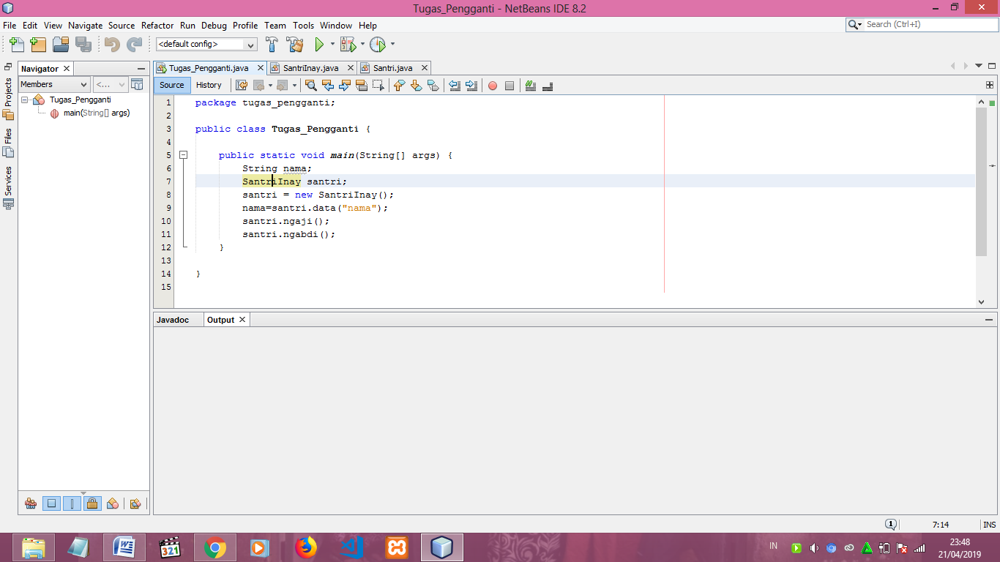 Tugas_Pengganti - NetBeans IDE 8.2
File Edit View Navigate Source Refactor Run Debug Profile Team Tools Window Help
Search (Ctrl+I)
<default config>
Projects
Files
Services
Navigator
Members
<...
Tugas_Pengganti
main(String[] args)
Tugas_Pengganti.java SantriInay.java Santri.java
Source History
1 package tugas_pengganti;
2
3 public class Tugas_Pengganti {
4
5 public static void main(String[] args) {
6 String nama;
7 SantriInay santri;
8 santri = new SantriInay();
9 nama=santri.data("nama");
10 santri.ngaji();
11 santri.ngabdi();
12 }
13
14 }
15
Javadoc Output
1 7:14 INS
321
IN
23:48
21/04/2019